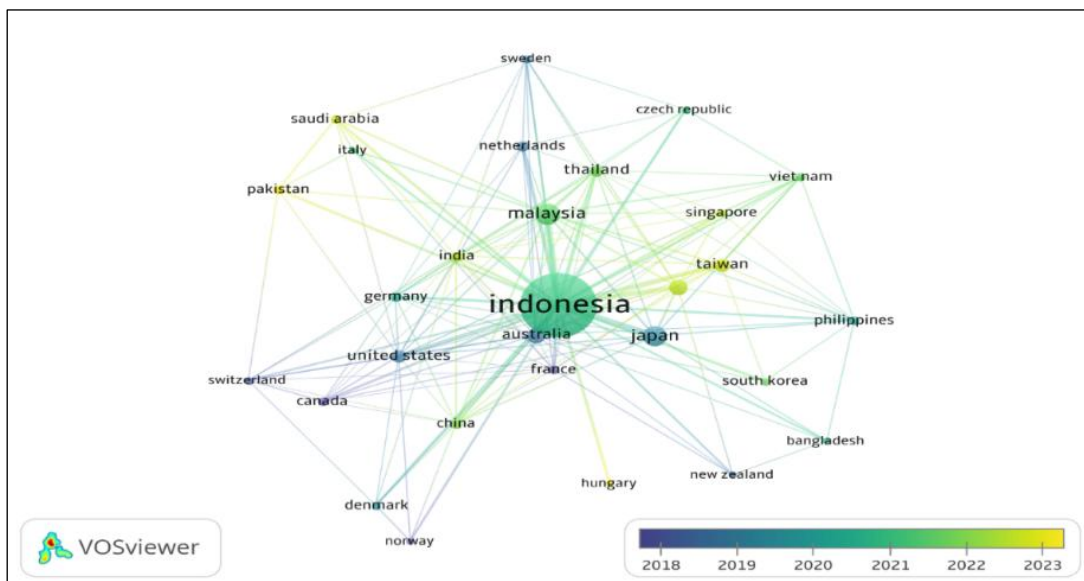 sweden
czech republic
saudi arabia
italy
netherlands
thailand
viet nam
pakistan
malaysia
singapore
india
taiwan
germany
indonesia
philippines
australia
japan
united states
france
switzerland
south korea
canada
china
bangladesh
new zealand
hungary
denmark
norway
VOSviewer
2018 2019 2020 2021 2022 2023